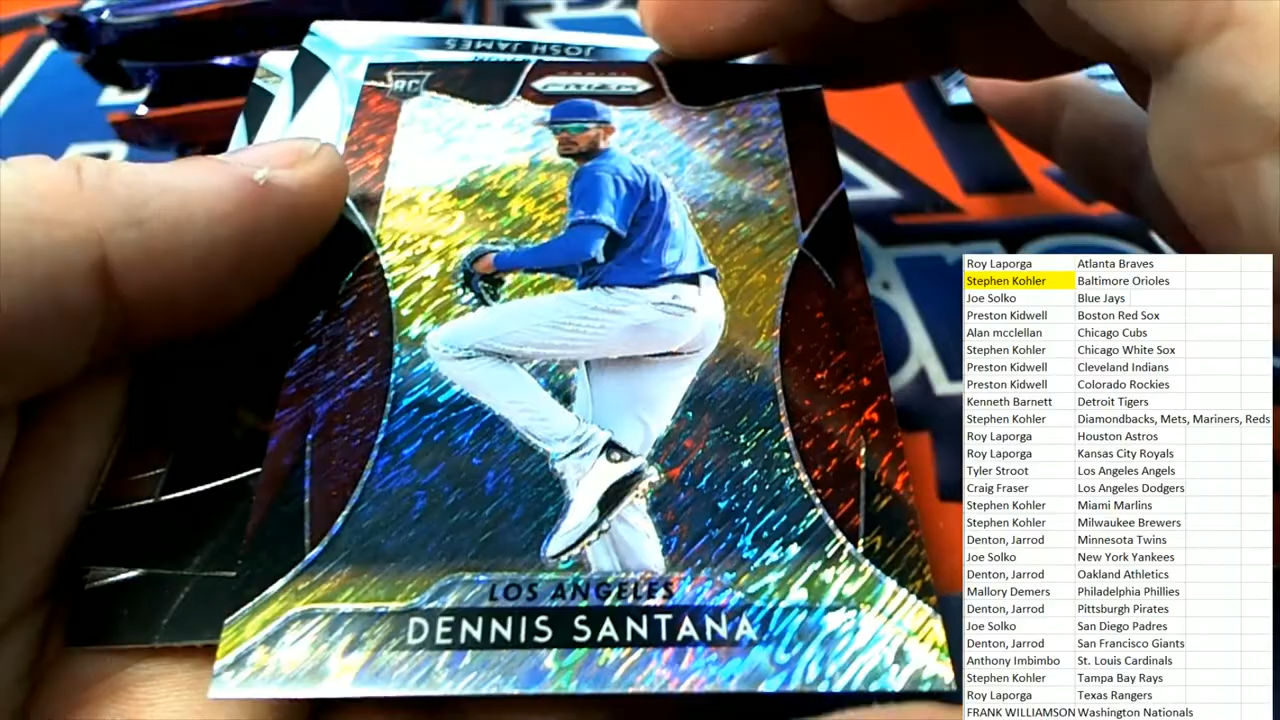 JOSH JAMES
RC
PANINI
PRIZM
LOS ANGELES
DENNIS SANTANA
Roy Laporga Atlanta Braves
Stephen Kohler Baltimore Orioles
Joe Solko Blue Jays
Preston Kidwell Boston Red Sox
Alan mcclellan Chicago Cubs
Stephen Kohler Chicago White Sox
Preston Kidwell Cleveland Indians
Preston Kidwell Colorado Rockies
Kenneth Barnett Detroit Tigers
Stephen Kohler Diamondbacks, Mets, Mariners, Reds
Roy Laporga Houston Astros
Roy Laporga Kansas City Royals
Tyler Stroot Los Angeles Angels
Craig Fraser Los Angeles Dodgers
Stephen Kohler Miami Marlins
Stephen Kohler Milwaukee Brewers
Denton, Jarrod Minnesota Twins
Joe Solko New York Yankees
Denton, Jarrod Oakland Athletics
Mallory Demers Philadelphia Phillies
Denton, Jarrod Pittsburgh Pirates
Joe Solko San Diego Padres
Denton, Jarrod San Francisco Giants
Anthony Imbimbo St. Louis Cardinals
Stephen Kohler Tampa Bay Rays
Roy Laporga Texas Rangers
FRANK WILLIAMSON Washington Nationals